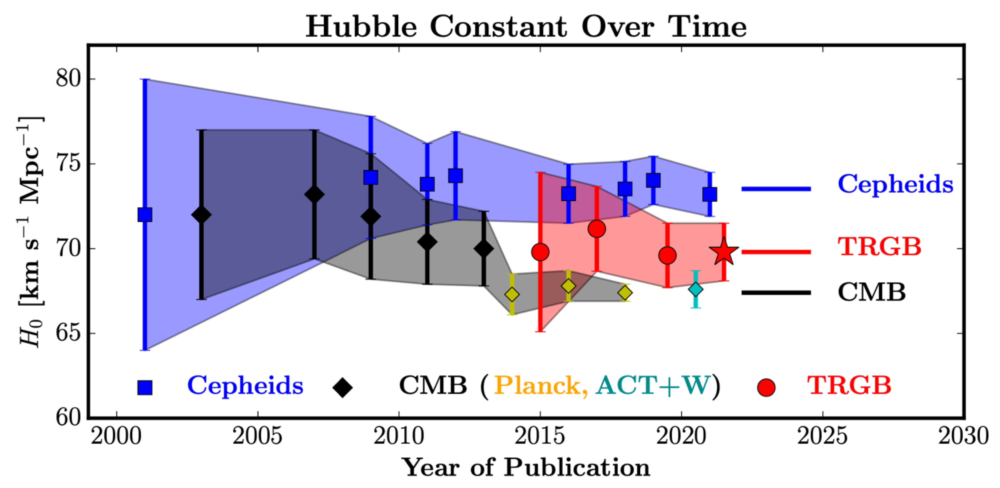 Hubble Constant Over Time
H₀ [km s⁻¹ Mpc⁻¹]
80
75
70
65
60
Cepheids
TRGB
CMB
Cepheids CMB (Planck, ACT+W) TRGB
2000 2005 2010 2015 2020 2025 2030
Year of Publication